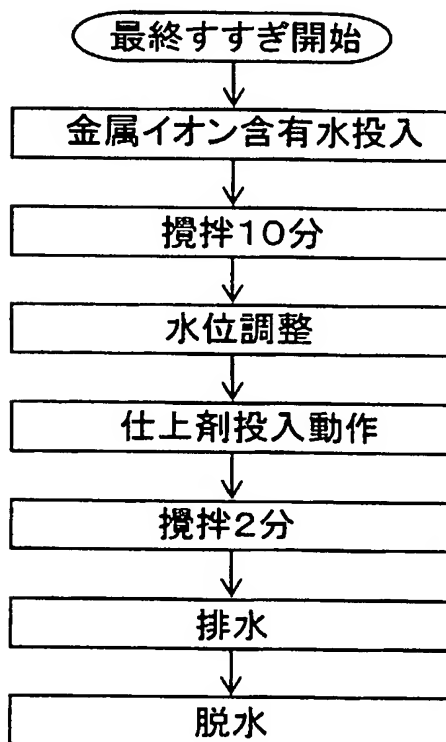 最終すすぎ開始
金属イオン含有水投入
攪拌10分
水位調整
仕上剤投入動作
攪拌2分
排水
脱水